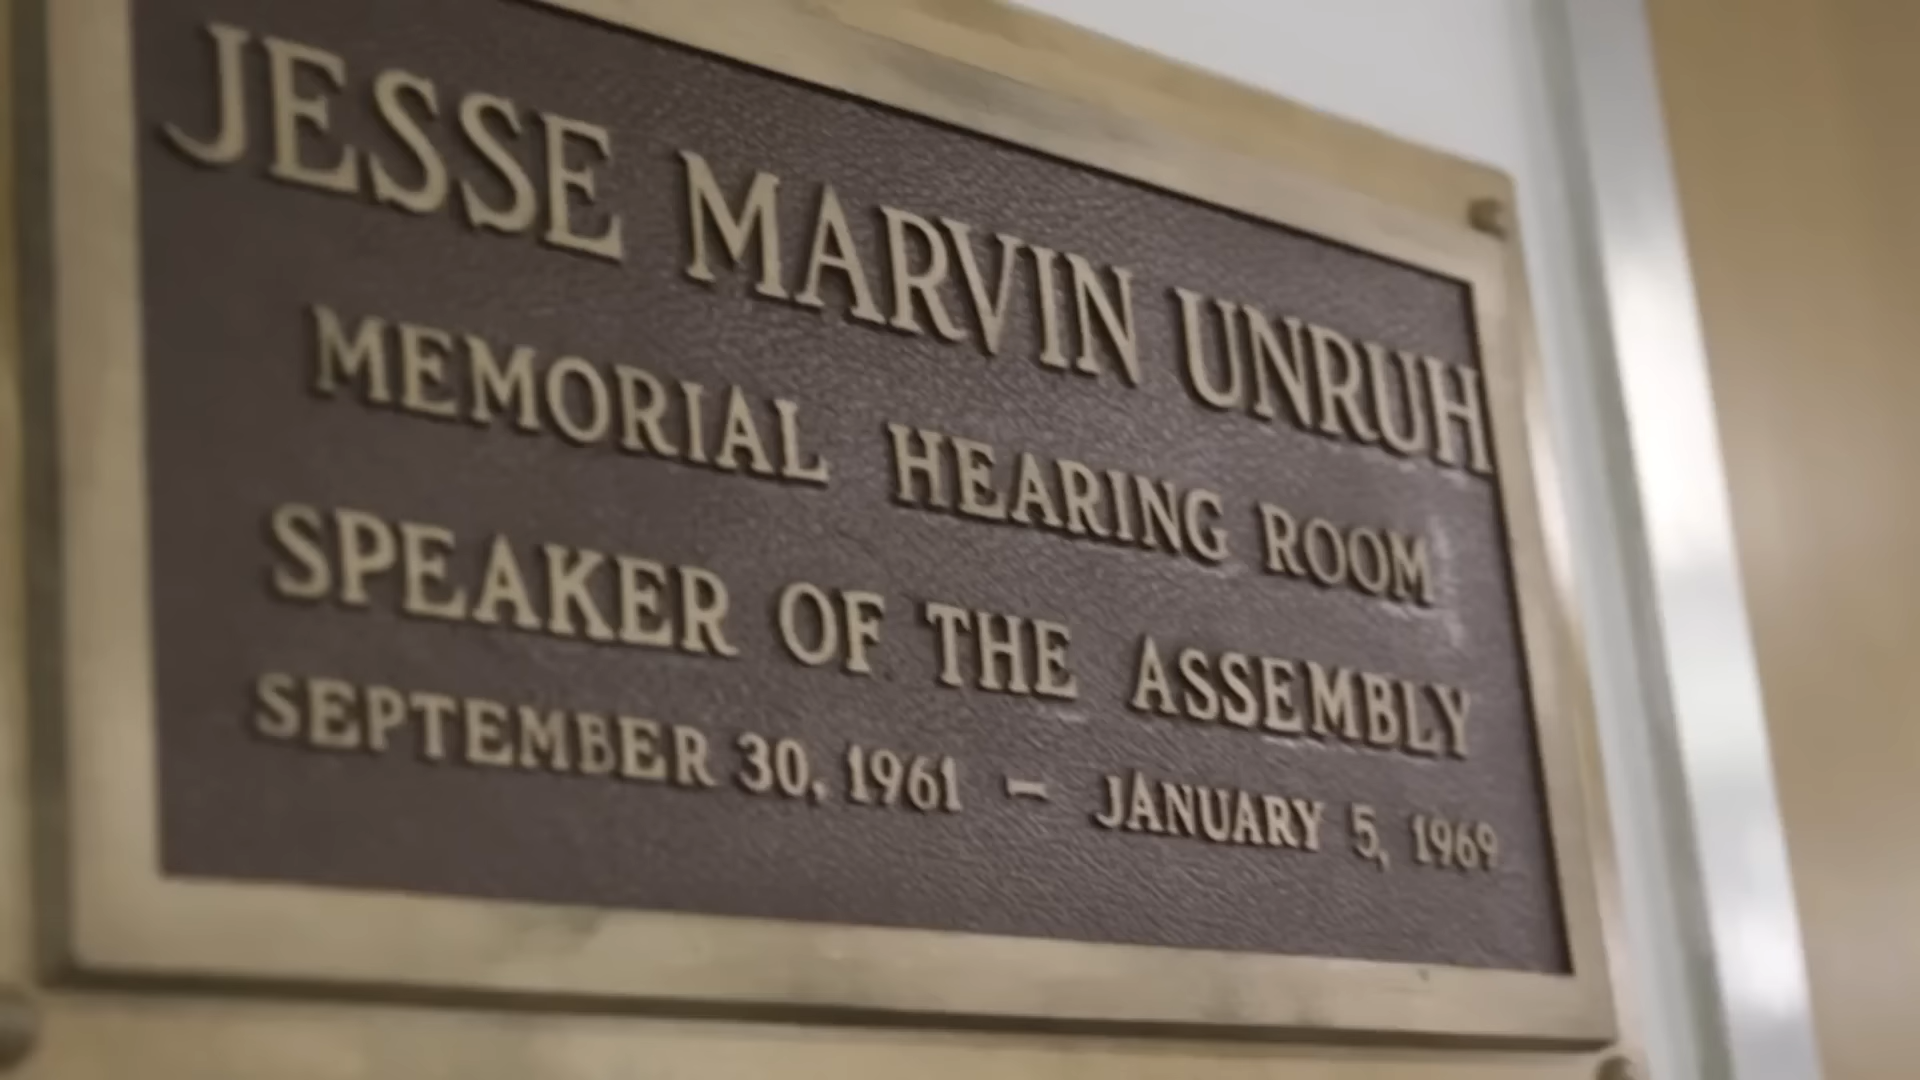 JESSE MARVIN UNRUH
MEMORIAL HEARING ROOM
SPEAKER OF THE ASSEMBLY
SEPTEMBER 30, 1961 – JANUARY 5, 1969